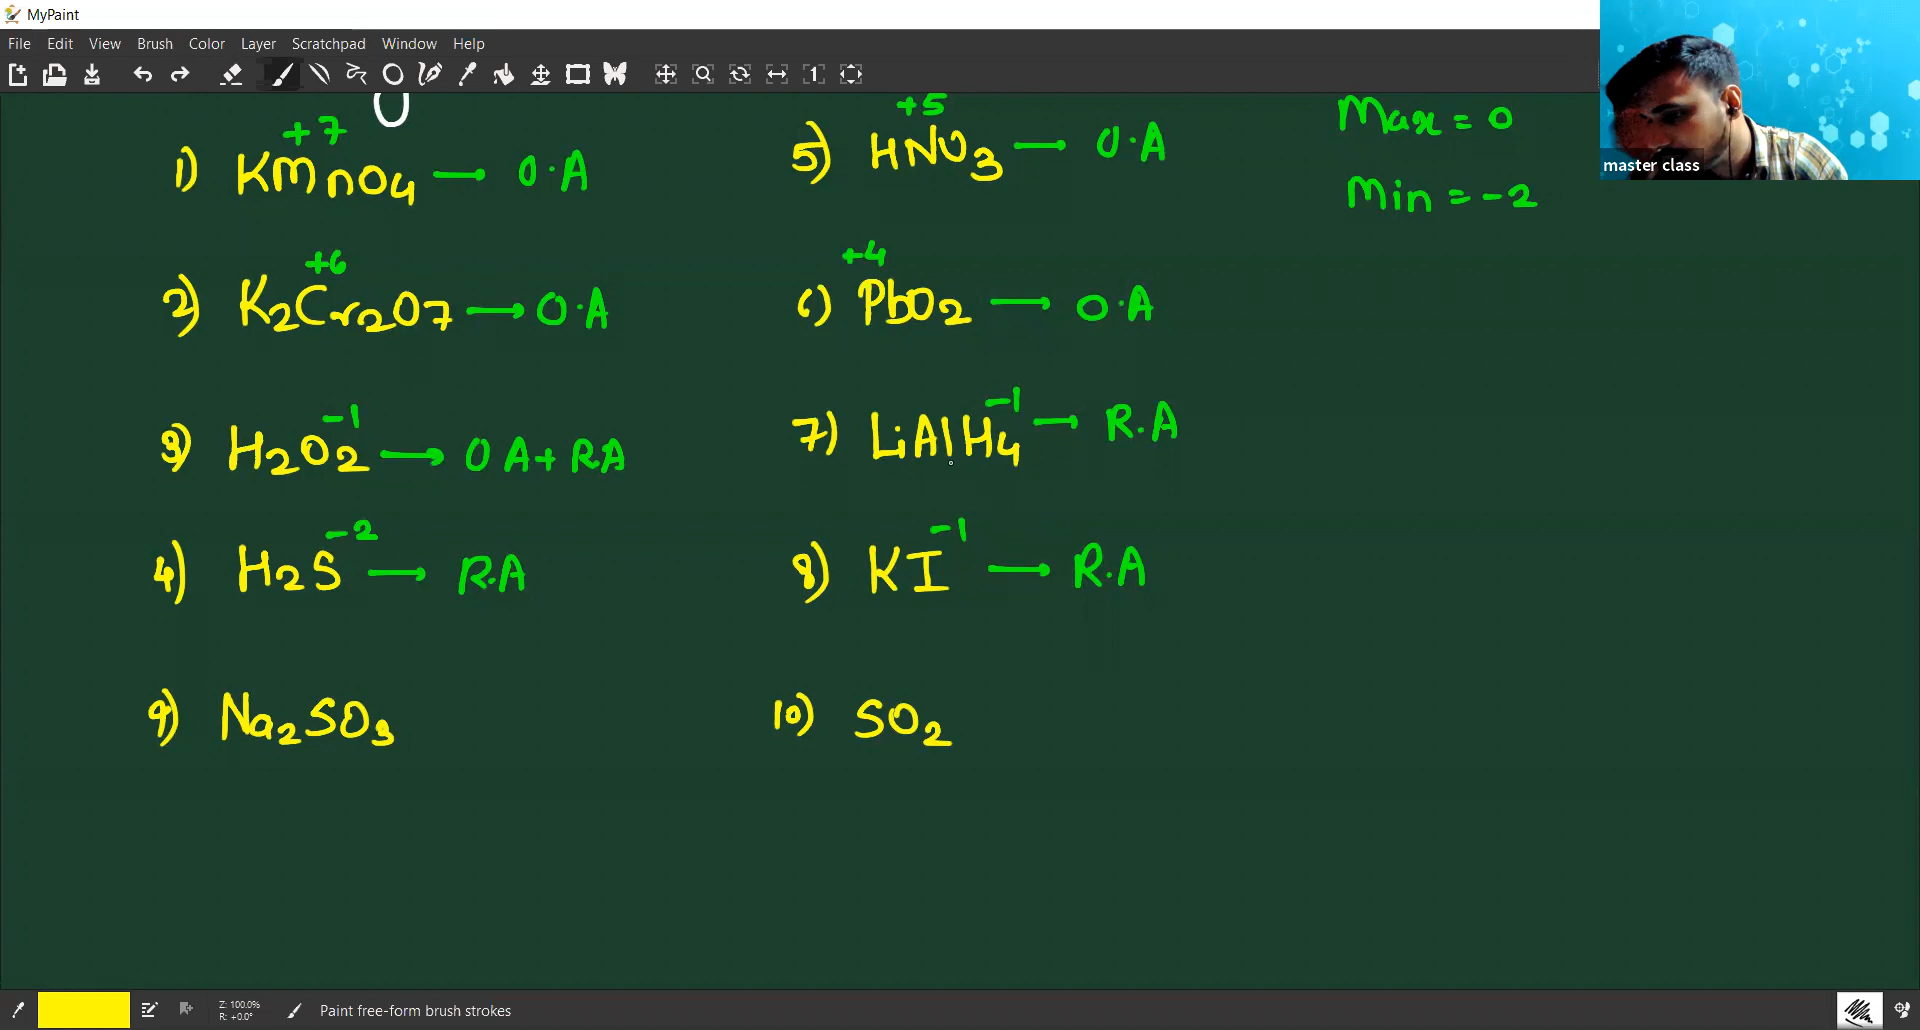 MyPaint
File Edit View Brush Color Layer Scratchpad Window Help
master class
+7
1) KMnO4 → O.A
+5
5) HNO3 → O.A
Max = 0
Min = -2
+6
2) K2Cr2O7 → O.A
+4
6) PbO2 → O.A
-1
3) H2O2 → O A + RA
-1
7) LiAlH4 → R.A
-2
4) H2S → R.A
-1
8) KI → R.A
9) Na2SO3
10) SO2
Z: 100.0%
R: +0.0°
Paint free-form brush strokes